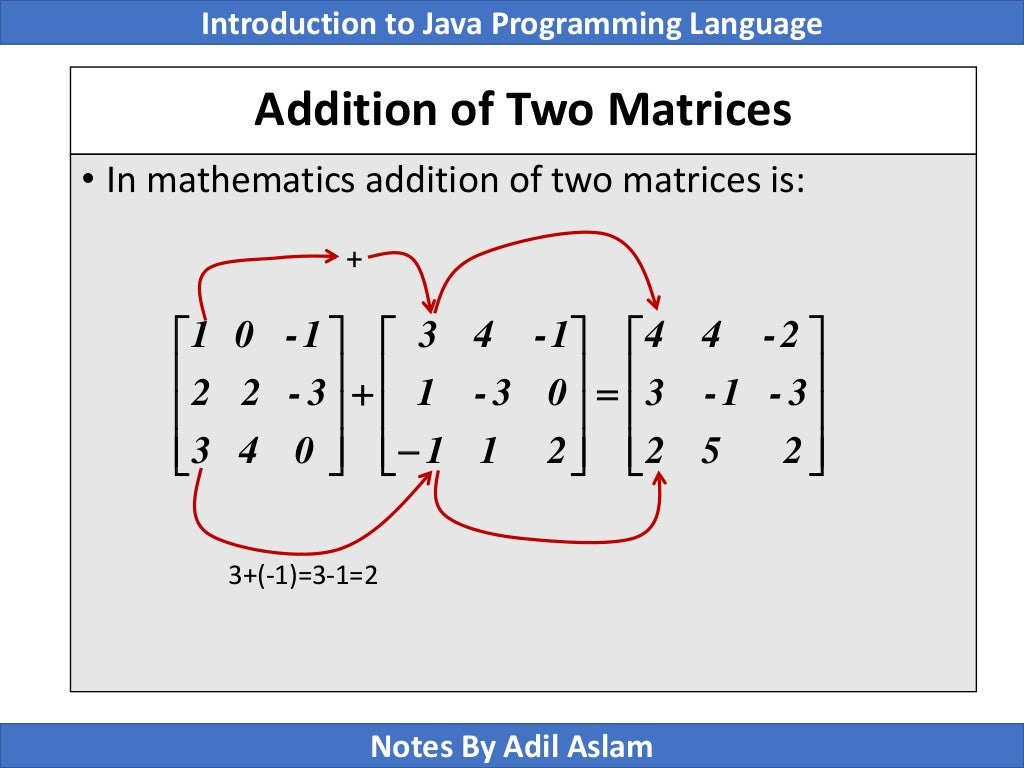 Introduction to Java Programming Language
Addition of Two Matrices
• In mathematics addition of two matrices is:
+
[1 0 -1] [3 4 -1] [4 4 -2]
[2 2 -3] + [1 -3 0] = [3 -1 -3]
[3 4 0] [−1 1 2] [2 5 2]
3+(-1)=3-1=2
Notes By Adil Aslam